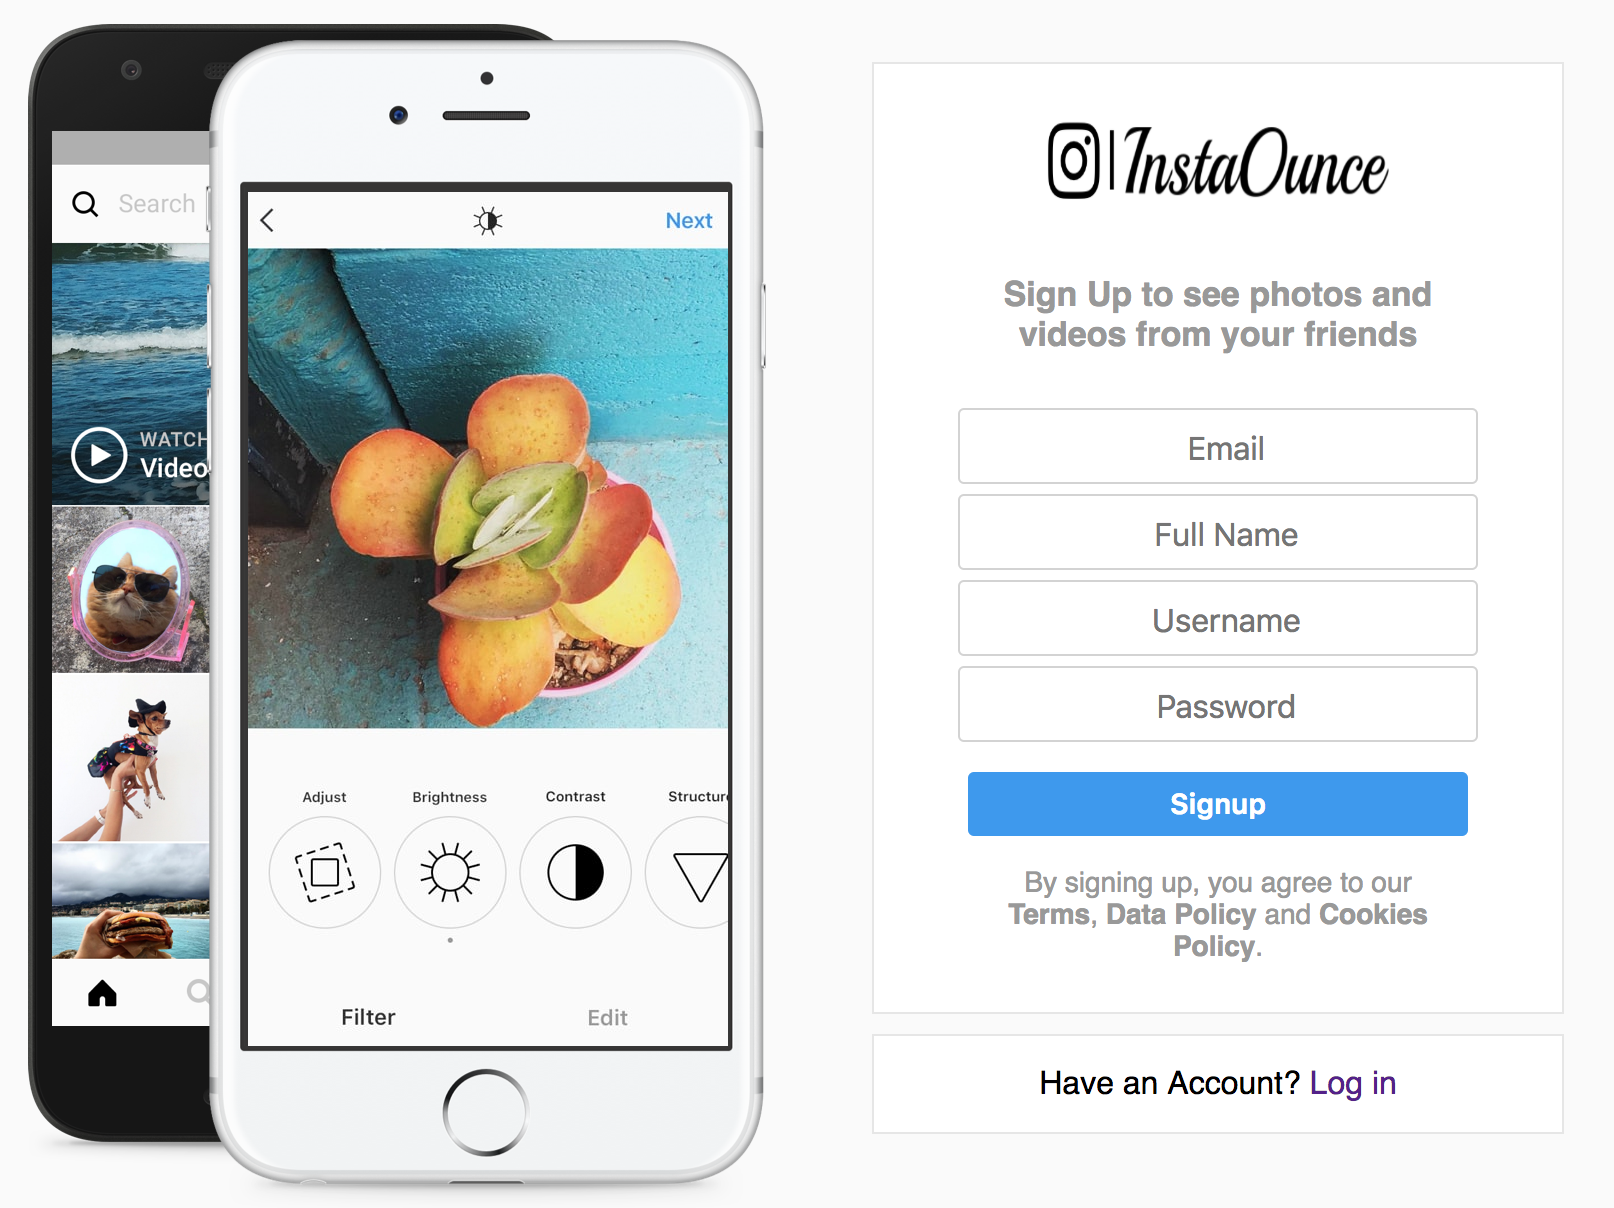 Search
WATCH
Video
Next
Adjust
Brightness
Contrast
Structure
Filter
Edit
InstaOunce
Sign Up to see photos and
videos from your friends
Email
Full Name
Username
Password
Signup
By signing up, you agree to our
Terms, Data Policy and Cookies
Policy.
Have an Account? Log in